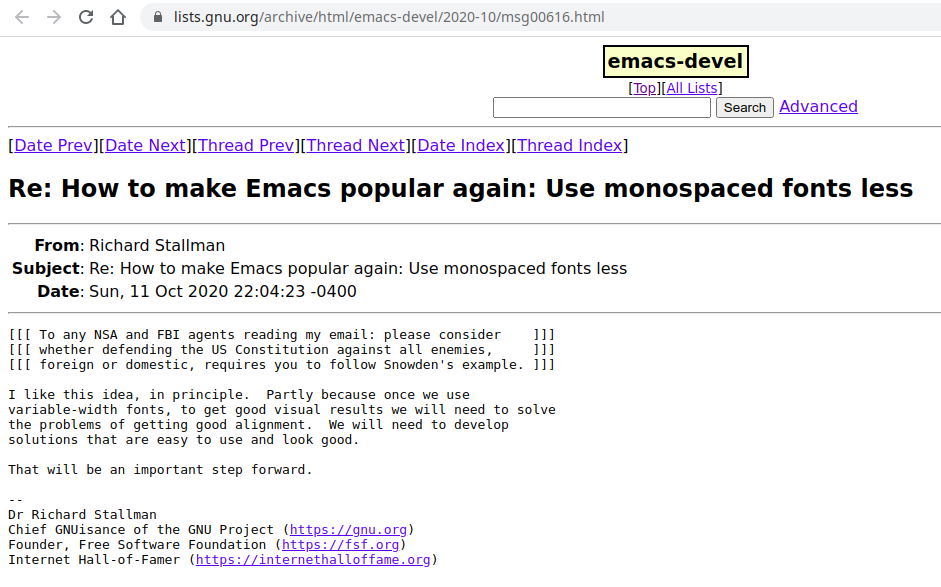 lists.gnu.org/archive/html/emacs-devel/2020-10/msg00616.html
emacs-devel
[Top][All Lists]
Search Advanced
[Date Prev][Date Next][Thread Prev][Thread Next][Date Index][Thread Index]
Re: How to make Emacs popular again: Use monospaced fonts less
From: Richard Stallman
Subject: Re: How to make Emacs popular again: Use monospaced fonts less
Date: Sun, 11 Oct 2020 22:04:23 -0400
[[[ To any NSA and FBI agents reading my email: please consider    ]]]
[[[ whether defending the US Constitution against all enemies,     ]]]
[[[ foreign or domestic, requires you to follow Snowden's example. ]]]
I like this idea, in principle.  Partly because once we use
variable-width fonts, to get good visual results we will need to solve
the problems of getting good alignment.  We will need to develop
solutions that are easy to use and look good.
That will be an important step forward.
--
Dr Richard Stallman
Chief GNUisance of the GNU Project (https://gnu.org)
Founder, Free Software Foundation (https://fsf.org)
Internet Hall-of-Famer (https://internethalloffame.org)